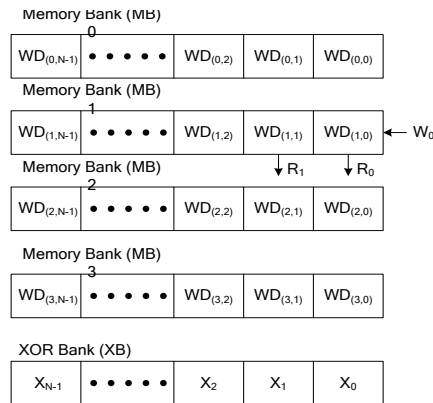 Memory Bank (MB)
0
WD(0,N-1) • • • • • WD(0,2) WD(0,1) WD(0,0)
Memory Bank (MB)
1
WD(1,N-1) • • • • • WD(1,2) WD(1,1) WD(1,0) W0
R1 R0
Memory Bank (MB)
2
WD(2,N-1) • • • • • WD(2,2) WD(2,1) WD(2,0)
Memory Bank (MB)
3
WD(3,N-1) • • • • • WD(3,2) WD(3,1) WD(3,0)
XOR Bank (XB)
XN-1 • • • • • X2 X1 X0